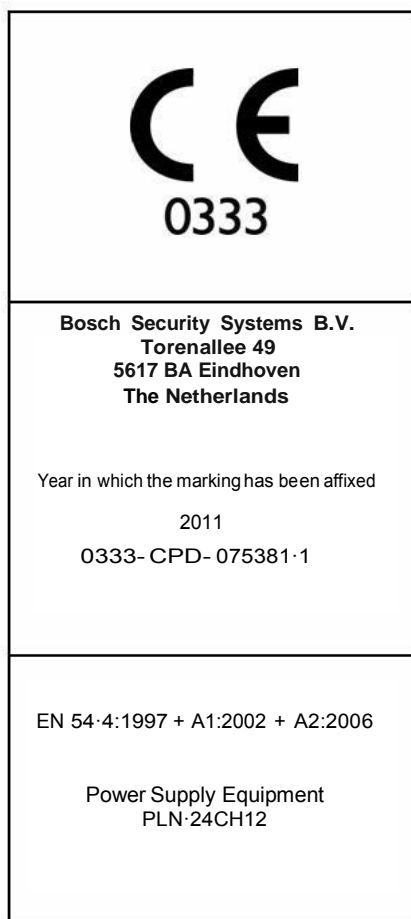 CE
0333
Bosch Security Systems B.V.
Torenallee 49
5617 BA Eindhoven
The Netherlands
Year in which the marking has been affixed
2011
0333-CPD-075381·1
EN 54·4:1997 + A1:2002 + A2:2006
Power Supply Equipment
PLN·24CH12